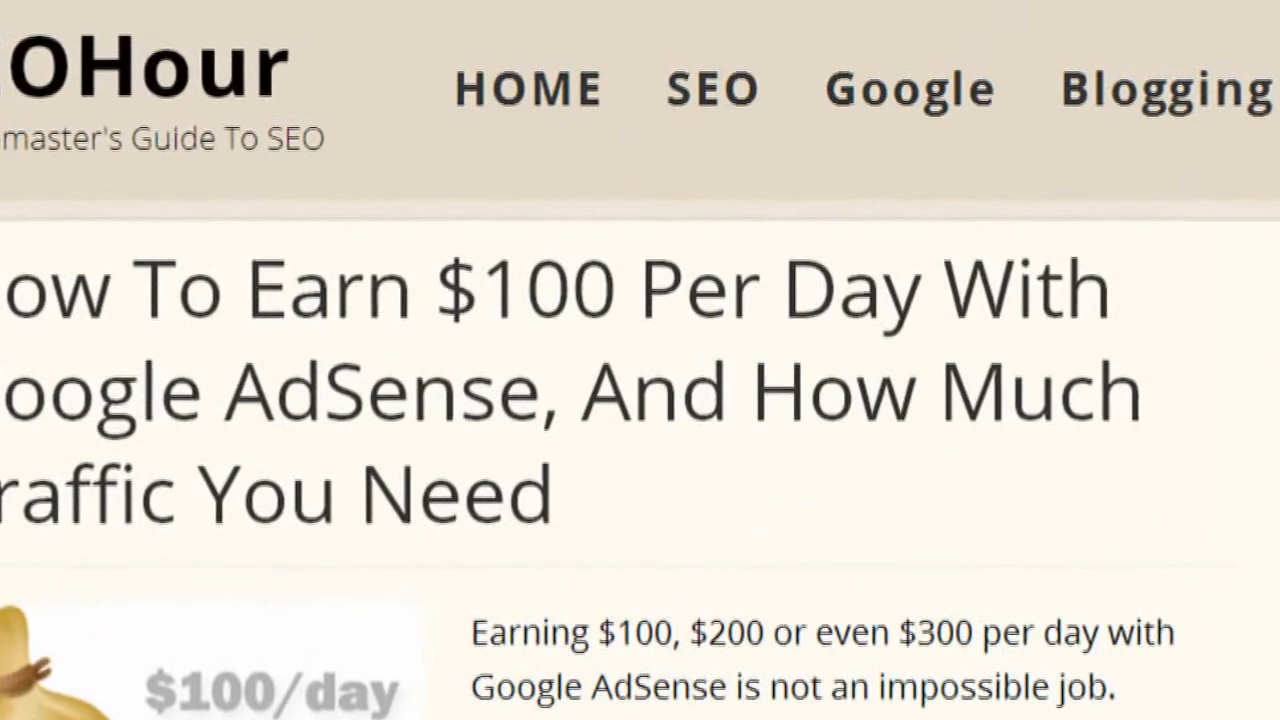 OHour
master's Guide To SEO
HOME SEO Google Blogging
ow To Earn $100 Per Day With
oogle AdSense, And How Much
raffic You Need
$100/day
Earning $100, $200 or even $300 per day with
Google AdSense is not an impossible job.